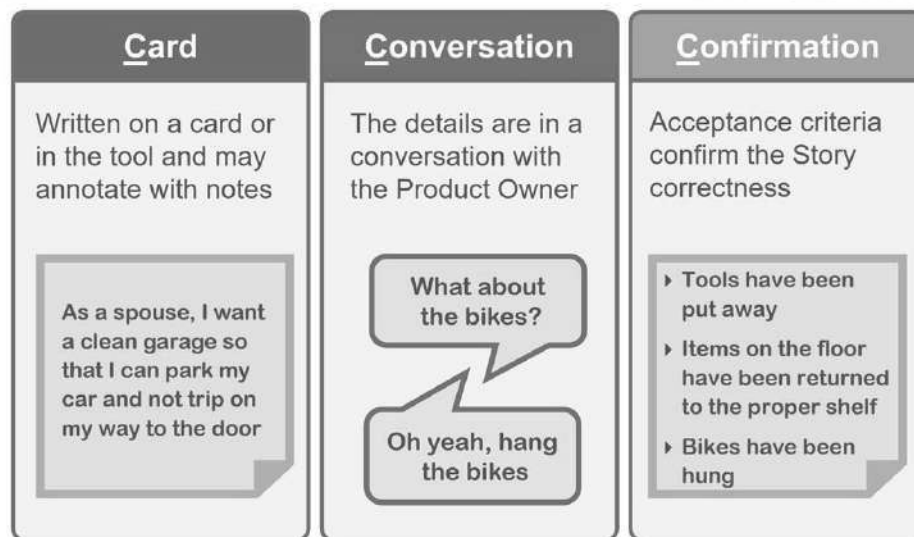 Card
Written on a card or
in the tool and may
annotate with notes
As a spouse, I want
a clean garage so
that I can park my
car and not trip on
my way to the door
Conversation
The details are in a
conversation with
the Product Owner
What about
the bikes?
Oh yeah, hang
the bikes
Confirmation
Acceptance criteria
confirm the Story
correctness
▸ Tools have been
put away
▸ Items on the floor
have been returned
to the proper shelf
▸ Bikes have been
hung